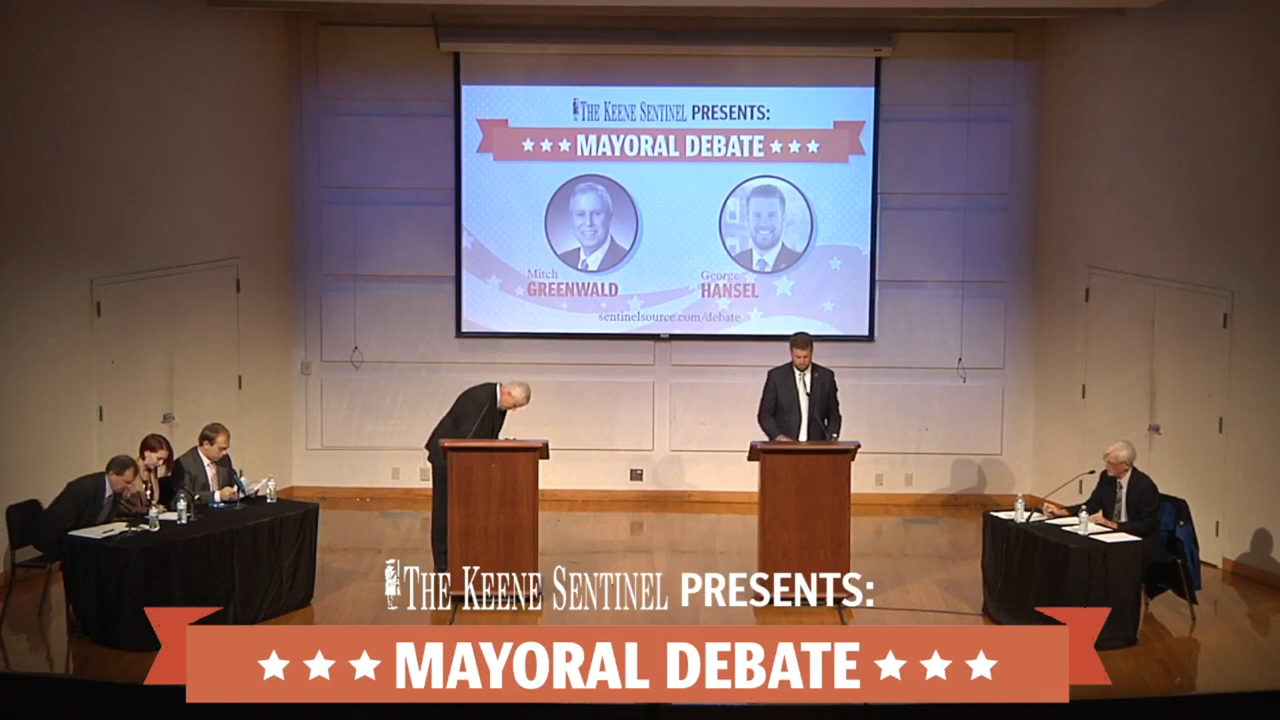 THE KEENE SENTINEL PRESENTS:
MAYORAL DEBATE
Mitch
GREENWALD
George
HANSEL
sentinelsource.com/debate
THE KEENE SENTINEL PRESENTS:
MAYORAL DEBATE